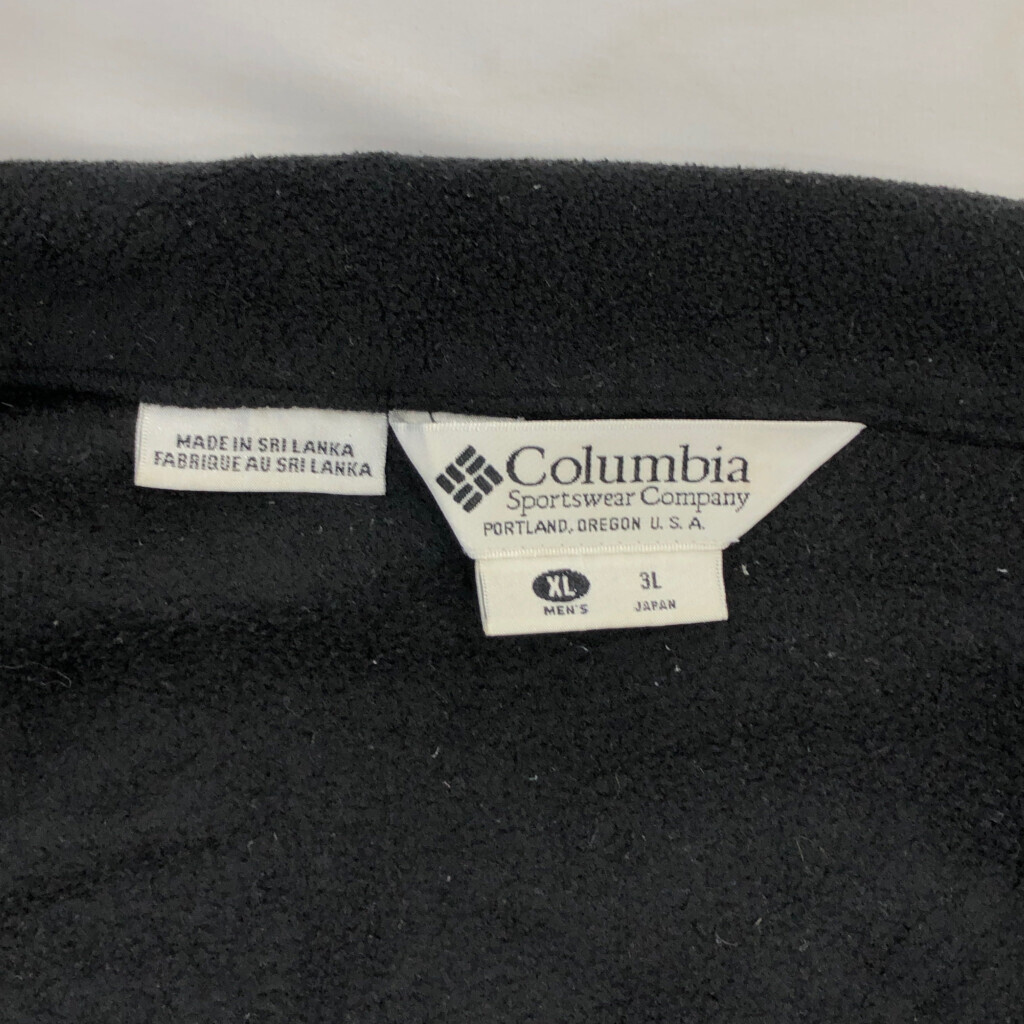 MADE IN SRI LANKA
FABRIQUE AU SRI LANKA
Columbia
Sportswear Company
PORTLAND, OREGON U. S. A.
XL 3L
MEN'S JAPAN